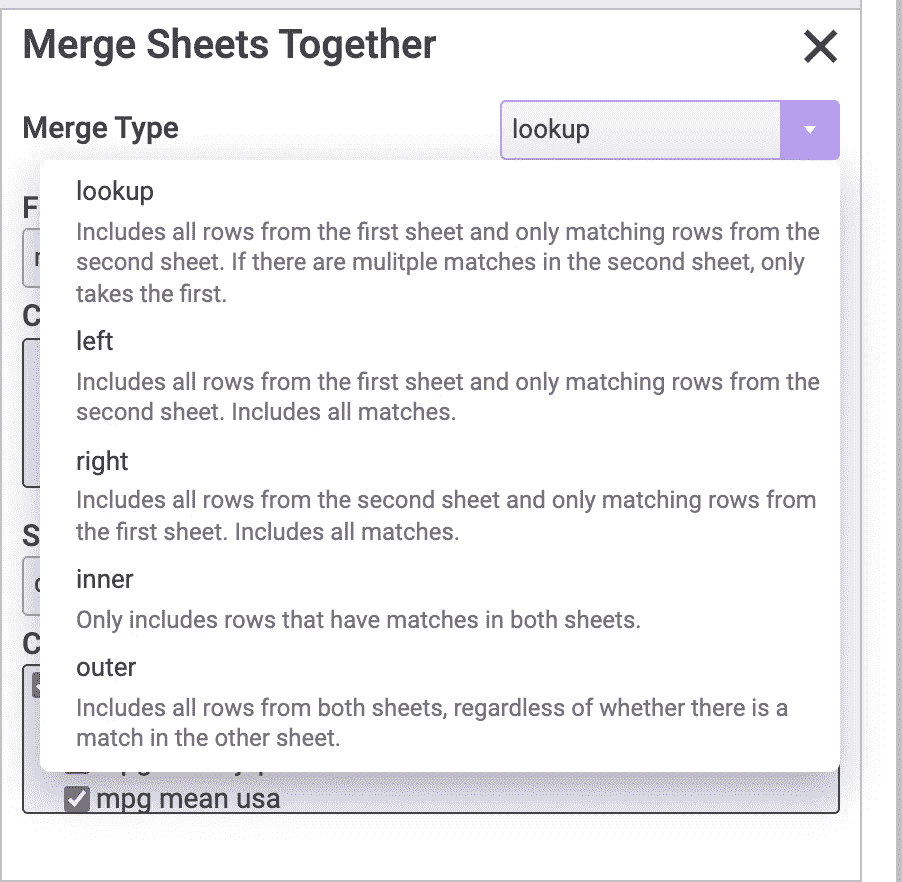 Merge Sheets Together
Merge Type
lookup
lookup
Includes all rows from the first sheet and only matching rows from the
second sheet. If there are mulitple matches in the second sheet, only
takes the first.
left
Includes all rows from the first sheet and only matching rows from the
second sheet. Includes all matches.
right
Includes all rows from the second sheet and only matching rows from
the first sheet. Includes all matches.
inner
Only includes rows that have matches in both sheets.
outer
Includes all rows from both sheets, regardless of whether there is a
match in the other sheet.
mpg mean usa